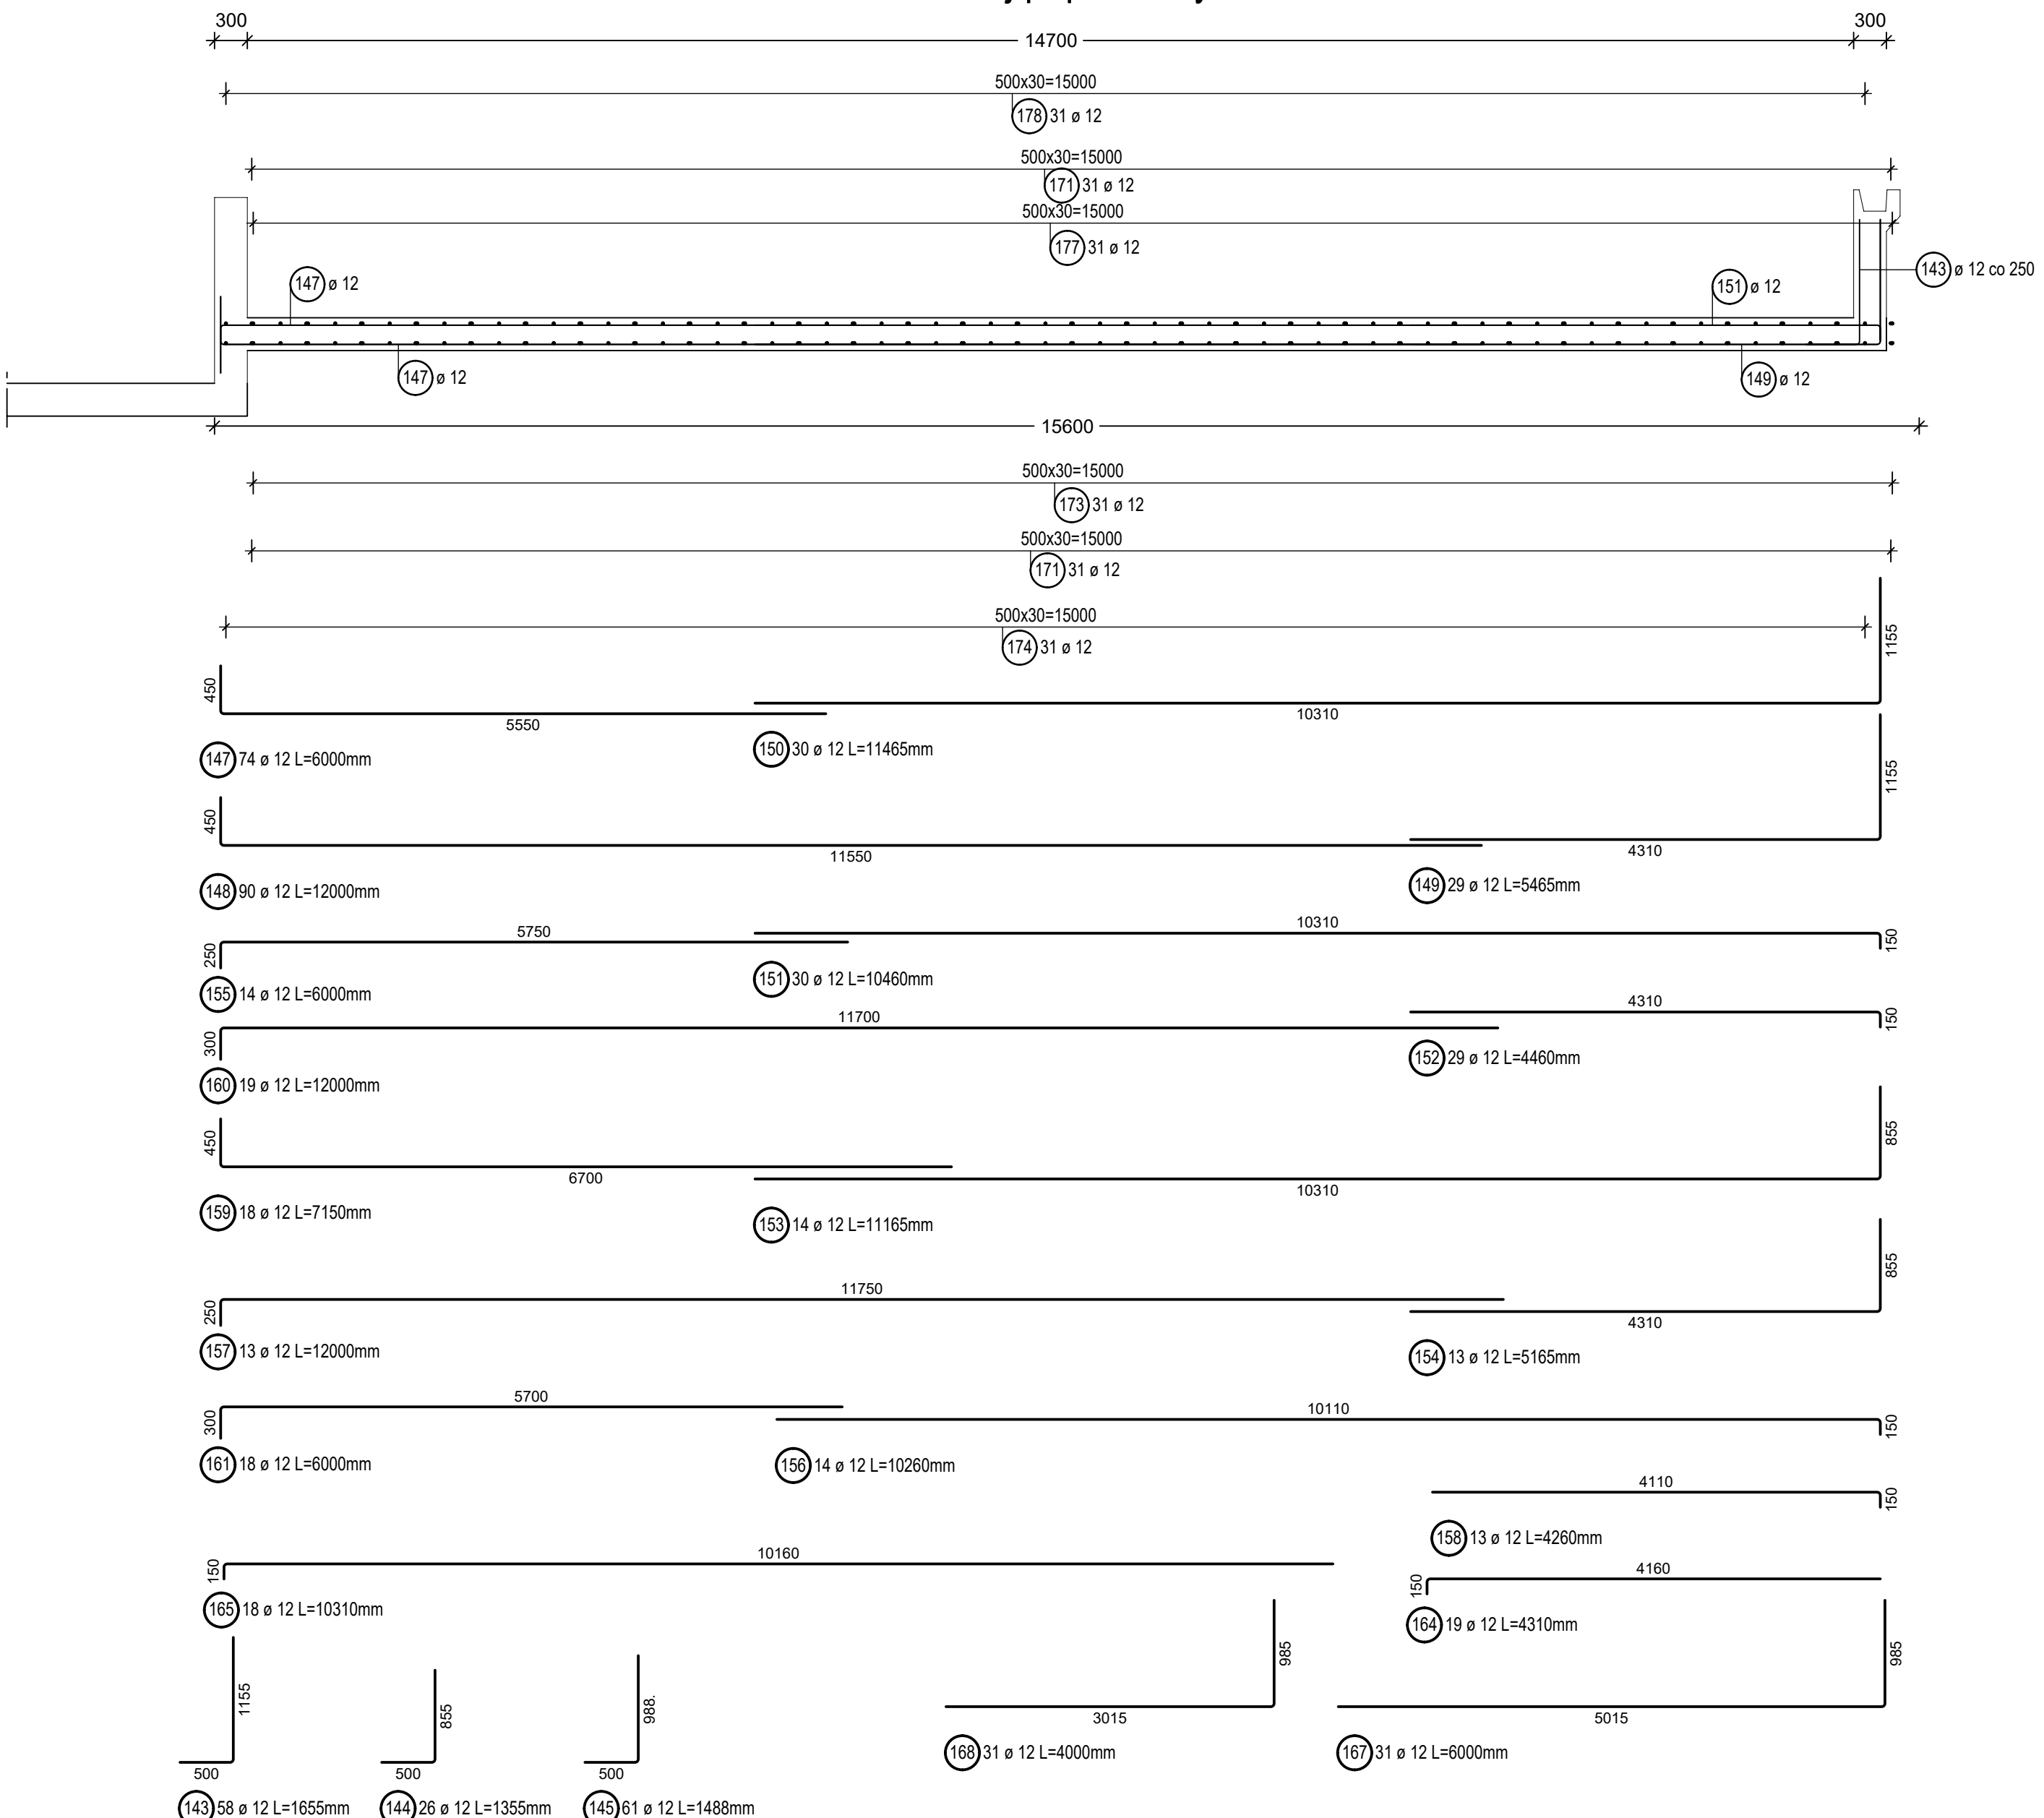 300
14700
300
500x30=15000
178 31 ø 12
500x30=15000
171 31 ø 12
500x30=15000
177 31 ø 12
147 ø 12
151 ø 12
143 ø 12 co 250
147 ø 12
149 ø 12
15600
500x30=15000
173 31 ø 12
500x30=15000
171 31 ø 12
500x30=15000
174 31 ø 12
1155
450
5550
10310
147 74 ø 12 L=6000mm
150 30 ø 12 L=11465mm
1155
450
11550
4310
148 90 ø 12 L=12000mm
149 29 ø 12 L=5465mm
5750
10310
250
150
155 14 ø 12 L=6000mm
151 30 ø 12 L=10460mm
11700
4310
300
150
160 19 ø 12 L=12000mm
152 29 ø 12 L=4460mm
450
855
6700
10310
159 18 ø 12 L=7150mm
153 14 ø 12 L=11165mm
855
11750
250
4310
157 13 ø 12 L=12000mm
154 13 ø 12 L=5165mm
5700
10110
300
150
161 18 ø 12 L=6000mm
156 14 ø 12 L=10260mm
4110
150
158 13 ø 12 L=4260mm
10160
150
4160
150
165 18 ø 12 L=10310mm
164 19 ø 12 L=4310mm
1155
855
988.
985
985
3015
5015
168 31 ø 12 L=4000mm
167 31 ø 12 L=6000mm
500
500
500
143 58 ø 12 L=1655mm
144 26 ø 12 L=1355mm
145 61 ø 12 L=1488mm